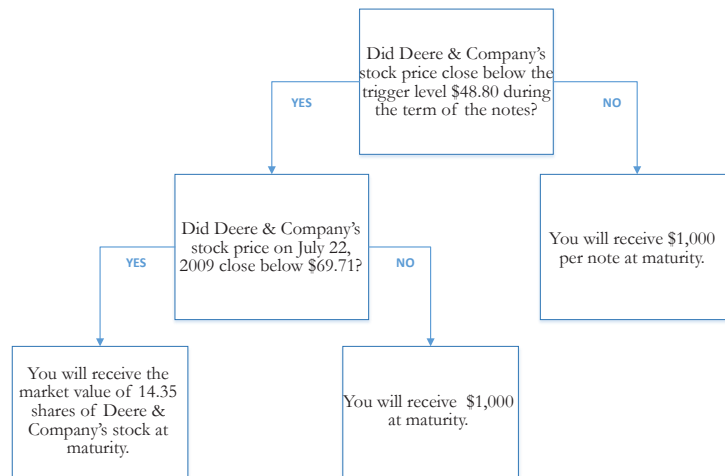 Did Deere & Company's
stock price close below the
trigger level $48.80 during
the term of the notes?
YES
NO
Did Deere & Company's
stock price on July 22,
2009 close below $69.71?
You will receive $1,000
per note at maturity.
YES
NO
You will receive the
market value of 14.35
shares of Deere &
Company's stock at
maturity.
You will receive $1,000
at maturity.